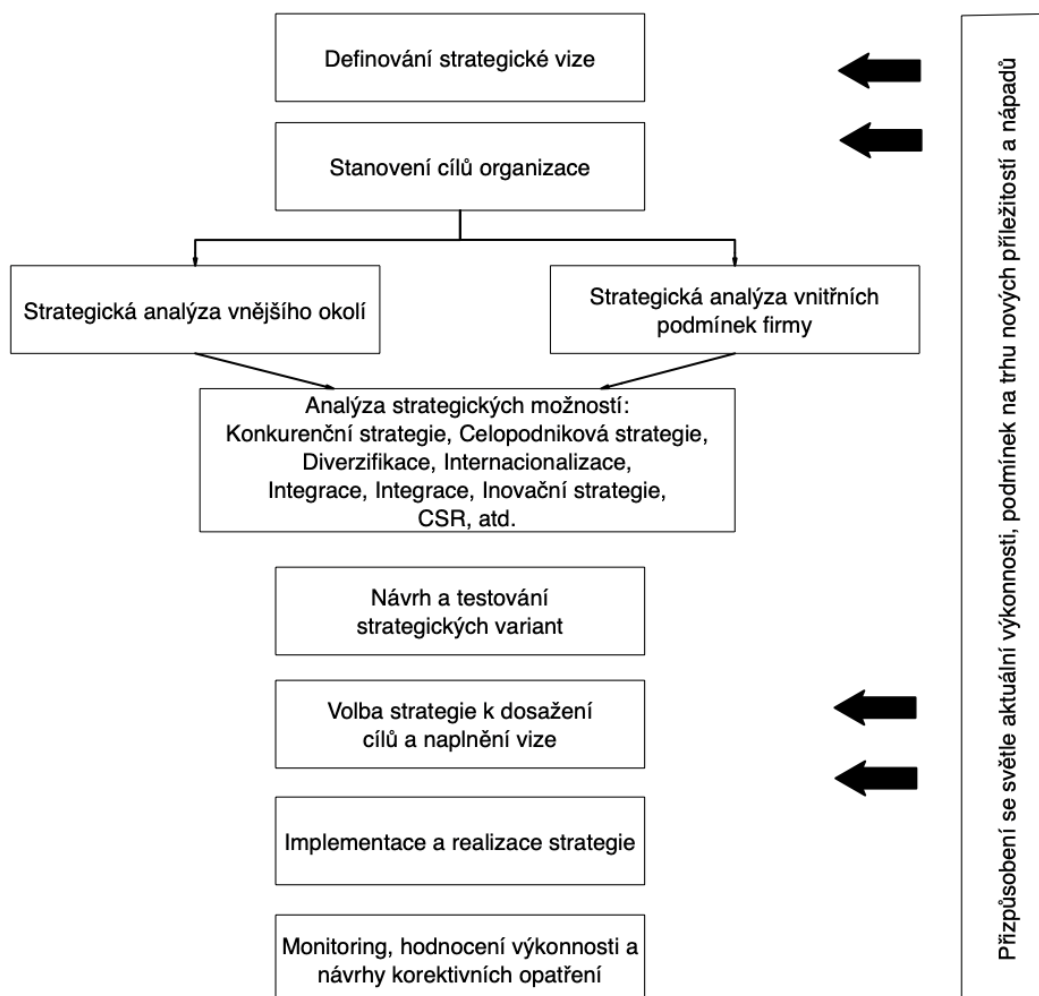 Definování strategické vize
Stanovení cílů organizace
Strategická analýza vnějšího okolí
Strategická analýza vnitřních
podmínek firmy
Analýza strategických možností:
Konkurenční strategie, Celopodniková strategie,
Diverzifikace, Internacionalizace,
Integrace, Integrace, Inovační strategie,
CSR, atd.
Návrh a testování
strategických variant
Volba strategie k dosažení
cílů a naplnění vize
Implementace a realizace strategie
Monitoring, hodnocení výkonnosti a
návrhy korektivních opatření
Přizpůsobení se světle aktuální výkonnosti, podmínek na trhu nových příležitostí a nápadů